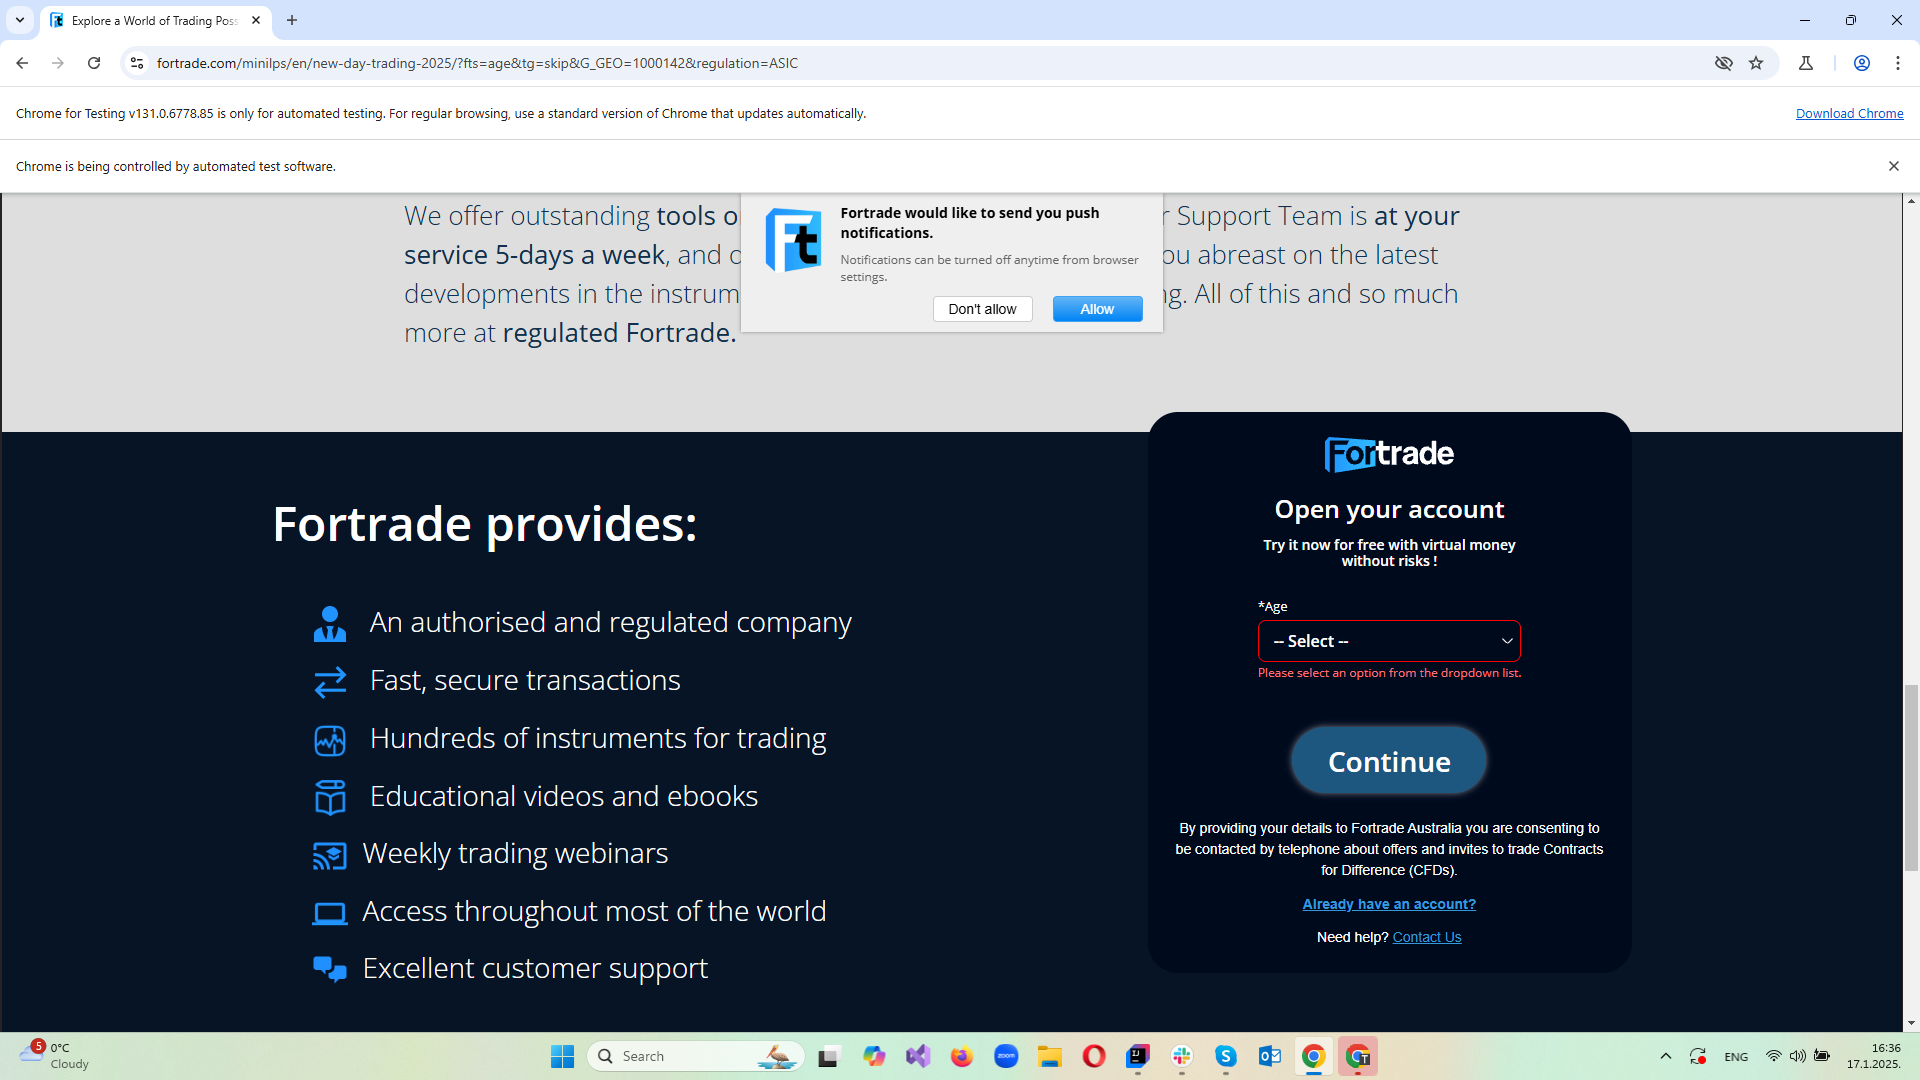 Explore a World of Trading Poss
fortrade.com/minilps/en/new-day-trading-2025/?fts=age&tg=skip&G_GEO=1000142&regulation=ASIC
Chrome for Testing v131.0.6778.85 is only for automated testing. For regular browsing, use a standard version of Chrome that updates automatically.
Download Chrome
Chrome is being controlled by automated test software.
We offer outstanding tools o
r Support Team is at your
service 5-days a week, and o
ou abreast on the latest
developments in the instrum
ng. All of this and so much
more at regulated Fortrade.
Ft
Fortrade would like to send you push
notifications.
Notifications can be turned off anytime from browser
settings.
Don't allow
Allow
Fortrade provides:
An authorised and regulated company
Fast, secure transactions
Hundreds of instruments for trading
Educational videos and ebooks
Weekly trading webinars
Access throughout most of the world
Excellent customer support
Fortrade
Open your account
Try it now for free with virtual money
without risks !
*Age
-- Select --
Please select an option from the dropdown list.
Continue
By providing your details to Fortrade Australia you are consenting to
be contacted by telephone about offers and invites to trade Contracts
for Difference (CFDs).
Already have an account?
Need help? Contact Us
5
0°C
Cloudy
Search
zoom
ENG
16:36
17.1.2025.